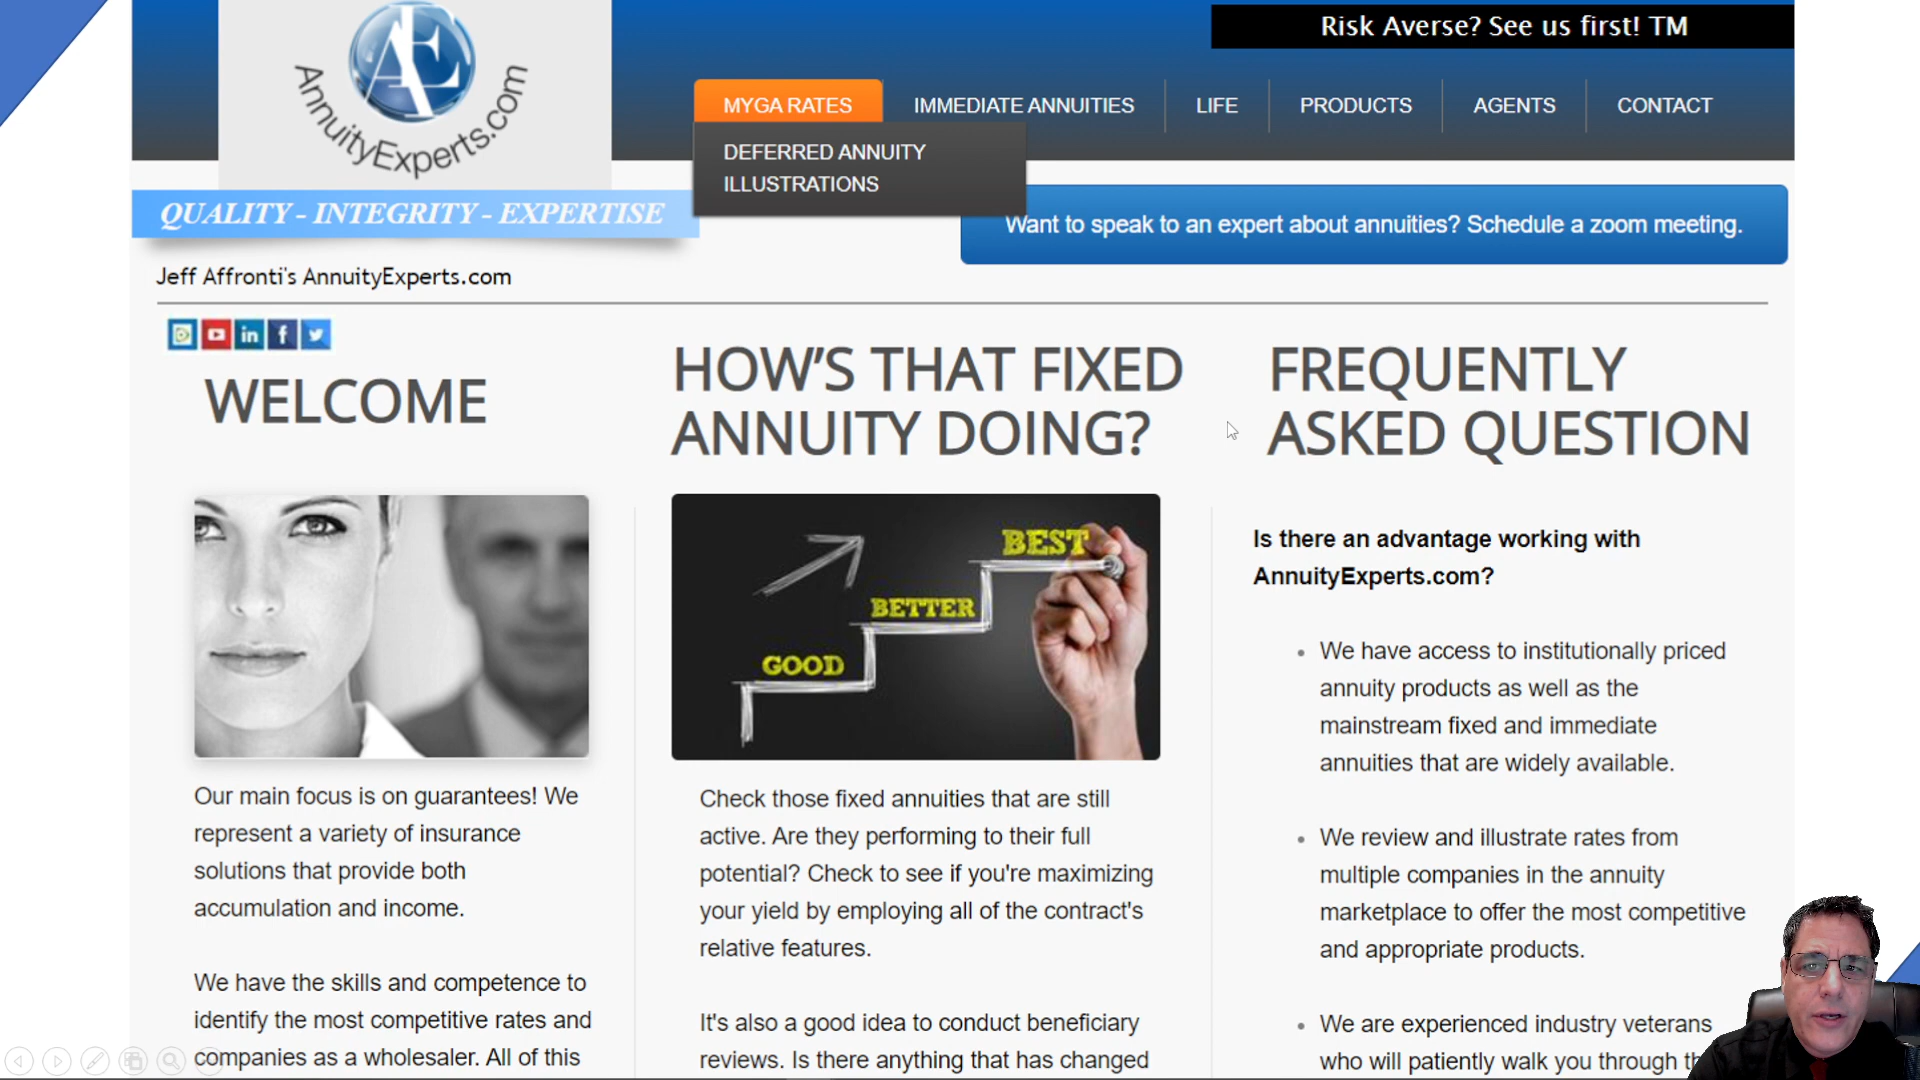 Risk Averse? See us first! TM
AE
AnnuityExperts.com
MYGA RATES
IMMEDIATE ANNUITIES
LIFE
PRODUCTS
AGENTS
CONTACT
DEFERRED ANNUITY
ILLUSTRATIONS
QUALITY - INTEGRITY - EXPERTISE
Want to speak to an expert about annuities? Schedule a zoom meeting.
Jeff Affronti's AnnuityExperts.com
in
f
WELCOME
Our main focus is on guarantees! We
represent a variety of insurance
solutions that provide both
accumulation and income.
We have the skills and competence to
identify the most competitive rates and
companies as a wholesaler. All of this
HOW'S THAT FIXED
ANNUITY DOING?
BEST
BETTER
GOOD
Check those fixed annuities that are still
active. Are they performing to their full
potential? Check to see if you're maximizing
your yield by employing all of the contract's
relative features.
It's also a good idea to conduct beneficiary
reviews. Is there anything that has changed
FREQUENTLY
ASKED QUESTION
Is there an advantage working with
AnnuityExperts.com?
We have access to institutionally priced
annuity products as well as the
mainstream fixed and immediate
annuities that are widely available.
We review and illustrate rates from
multiple companies in the annuity
marketplace to offer the most competitive
and appropriate products.
We are experienced industry veterans
who will patiently walk you through